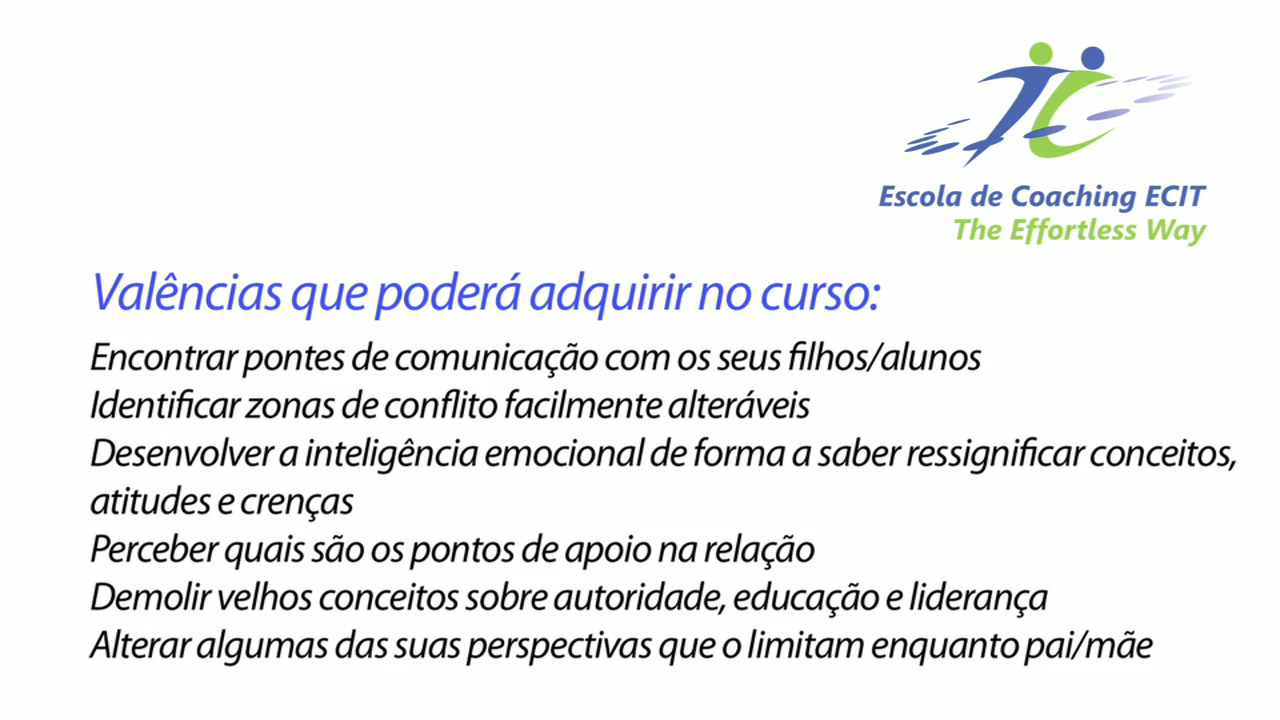 Escola de Coaching ECIT
The Effortless Way
Valências que poderá adquirir no curso:
Encontrar pontes de comunicação com os seus filhos/alunos
Identificar zonas de conflito facilmente alteráveis
Desenvolver a inteligência emocional de forma a saber ressignificar conceitos,
atitudes e crenças
Perceber quais são os pontos de apoio na relação
Demolir velhos conceitos sobre autoridade, educação e liderança
Alterar algumas das suas perspectivas que o limitam enquanto pai/mãe